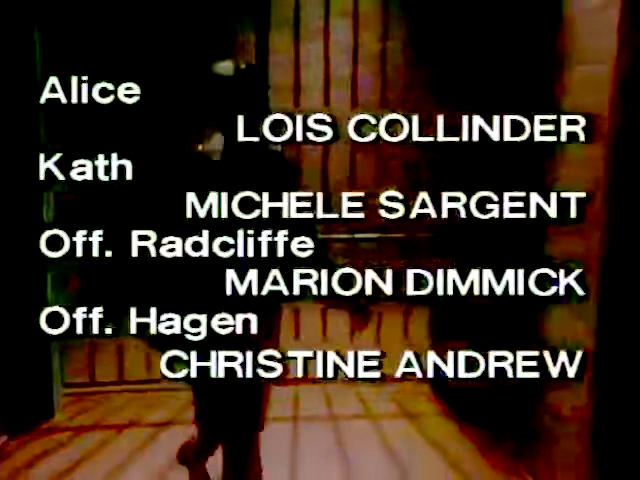 Alice
LOIS COLLINDER
Kath
MICHELE SARGENT
Off. Radcliffe
MARION DIMMICK
Off. Hagen
CHRISTINE ANDREW